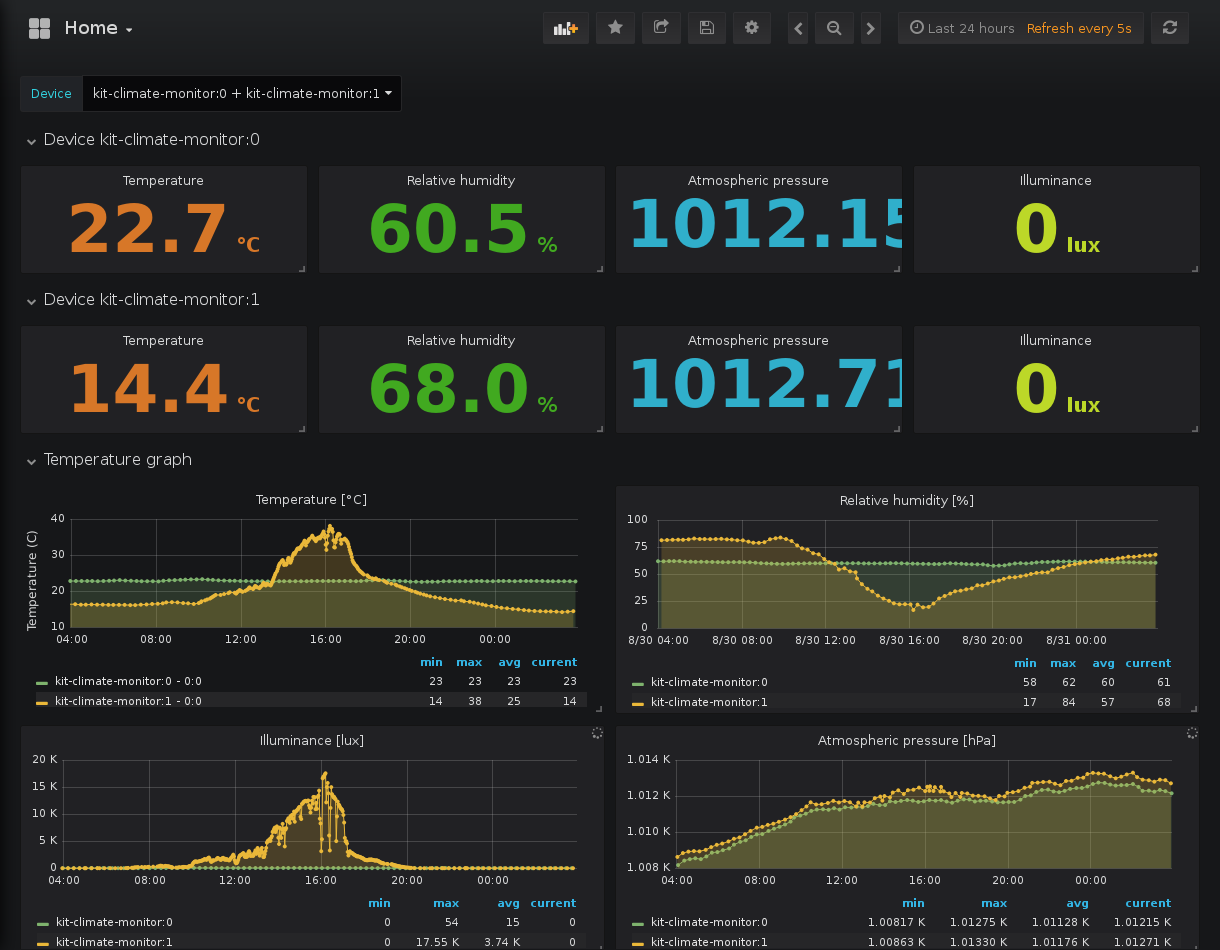 Home
Last 24 hours Refresh every 5s
Device kit-climate-monitor:0 + kit-climate-monitor:1
Device kit-climate-monitor:0
Temperature Relative humidity Atmospheric pressure Illuminance
22.7 °C 60.5 % 1012.15 0 lux
Device kit-climate-monitor:1
Temperature Relative humidity Atmospheric pressure Illuminance
14.4 °C 68.0 % 1012.71 0 lux
Temperature graph
Temperature [°C]
Temperature (C)
40
30
20
10
04:00 08:00 12:00 16:00 20:00 00:00
min max avg current
kit-climate-monitor:0 - 0:0 23 23 23 23
kit-climate-monitor:1 - 0:0 14 38 25 14
Relative humidity [%]
100
75
50
25
0
8/30 04:00 8/30 08:00 8/30 12:00 8/30 16:00 8/30 20:00 8/31 00:00
min max avg current
kit-climate-monitor:0 58 62 60 61
kit-climate-monitor:1 17 84 57 68
Illuminance [lux]
20 K
15 K
10 K
5 K
0
04:00 08:00 12:00 16:00 20:00 00:00
min max avg current
kit-climate-monitor:0 0 54 15 0
kit-climate-monitor:1 0 17.55 K 3.74 K 0
Atmospheric pressure [hPa]
1.014 K
1.012 K
1.010 K
1.008 K
04:00 08:00 12:00 16:00 20:00 00:00
min max avg current
kit-climate-monitor:0 1.00817 K 1.01275 K 1.01128 K 1.01215 K
kit-climate-monitor:1 1.00863 K 1.01330 K 1.01176 K 1.01271 K